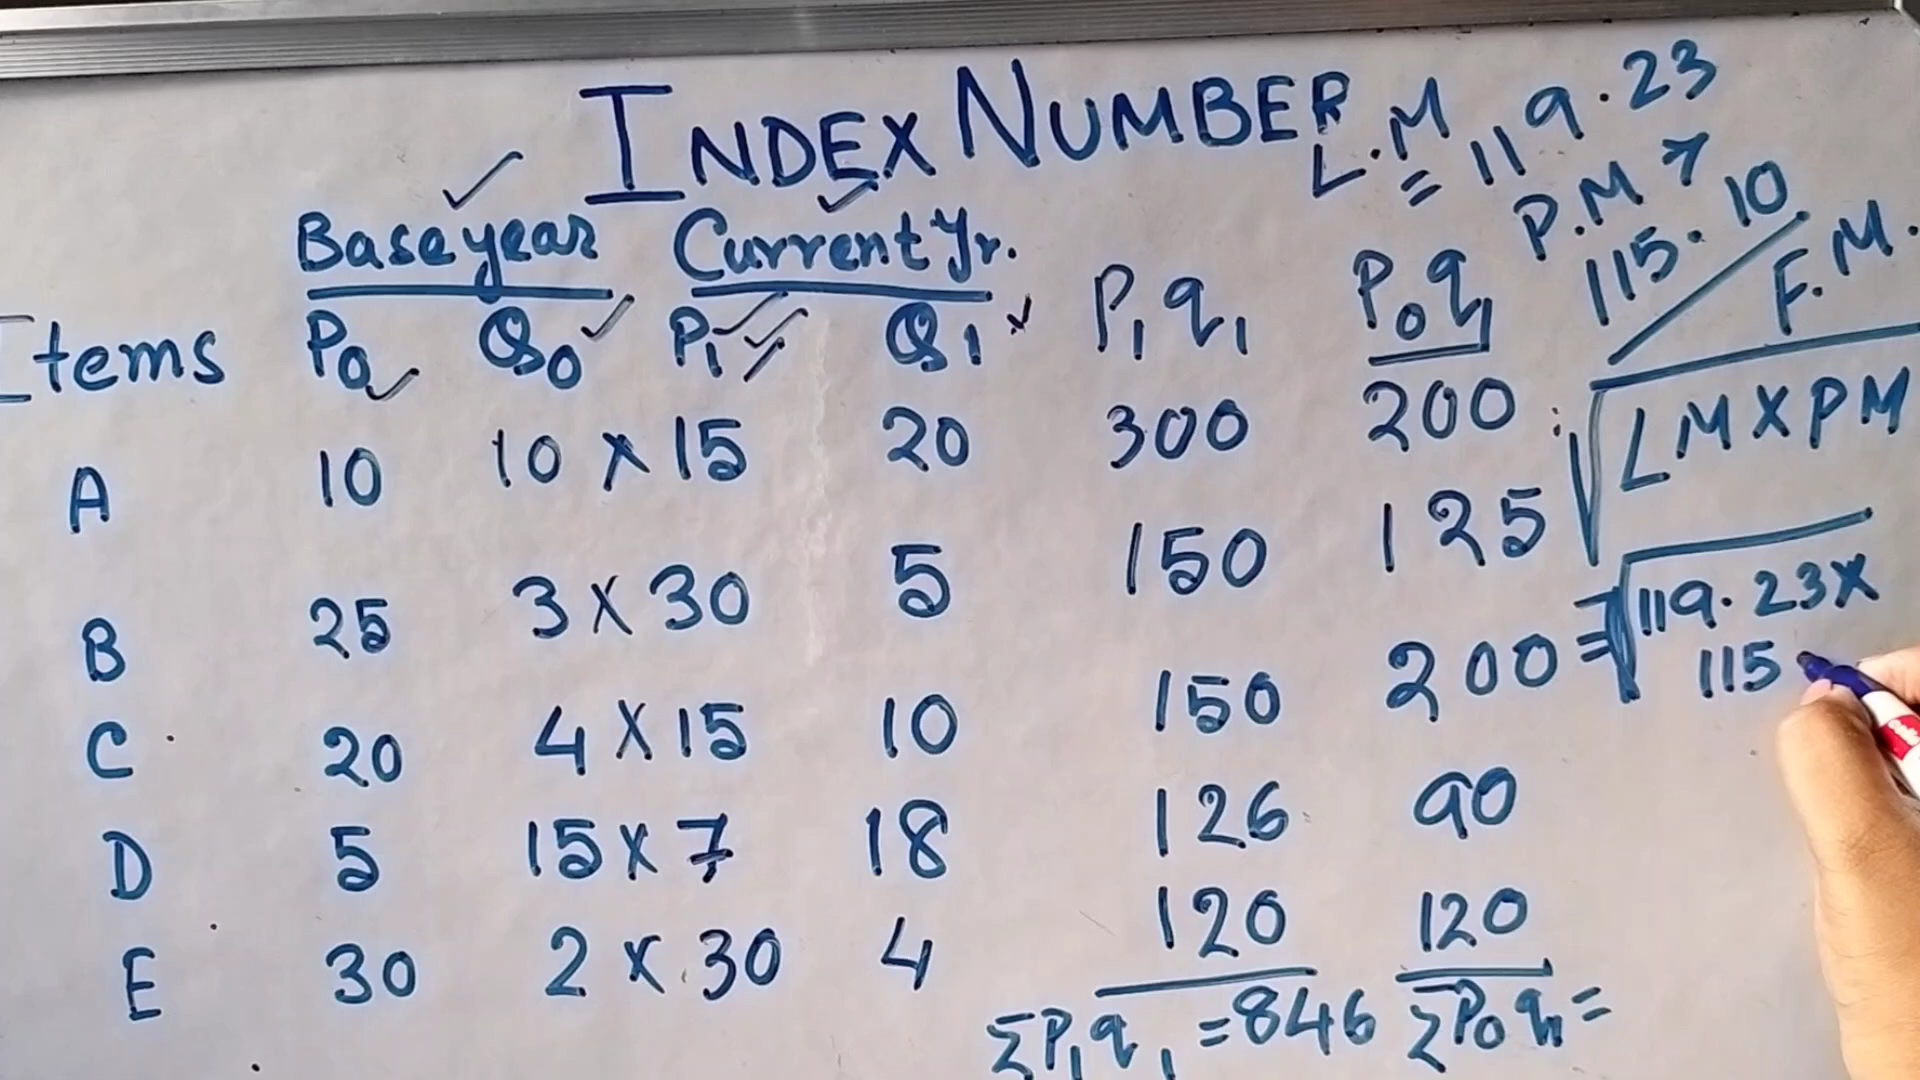 INDEX NUMBER
L.M = 119.23
P.M → 115.10
F.M.
Base year Current Yr.
Items P₀ Q₀ P₁ Q₁ P₁q₁ P₀q₁
A 10 10 × 15 20 300 200
B 25 3 × 30 5 150 125
C 20 4 × 15 10 150 200
D 5 15 × 7 18 126 90
E 30 2 × 30 4 120 120
ΣP₁q₁ = 846 ΣP₀q₁ =
: √LM X PM
= √119.23 X
115